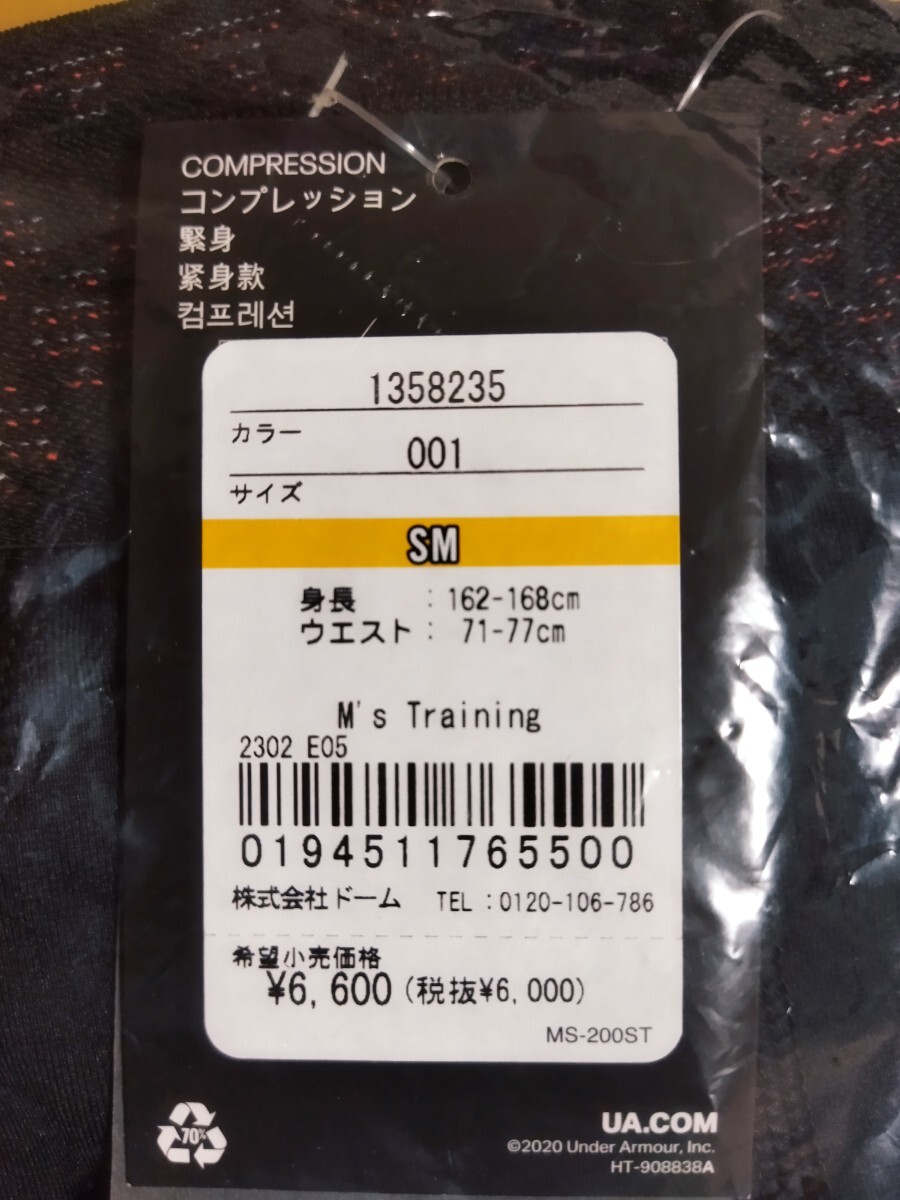 COMPRESSION
コンプレッション
緊身
紧身款
컴프레션
1358235
カラー
001
サイズ
SM
身長 : 162-168cm
ウエスト : 71-77cm
M's Training
2302 E05
0194511765500
株式会社ドーム TEL:0120-106-786
希望小売価格
¥6,600(税抜¥6,000)
MS-200ST
70%
UA.COM
©2020 Under Armour, Inc.
HT-908838A